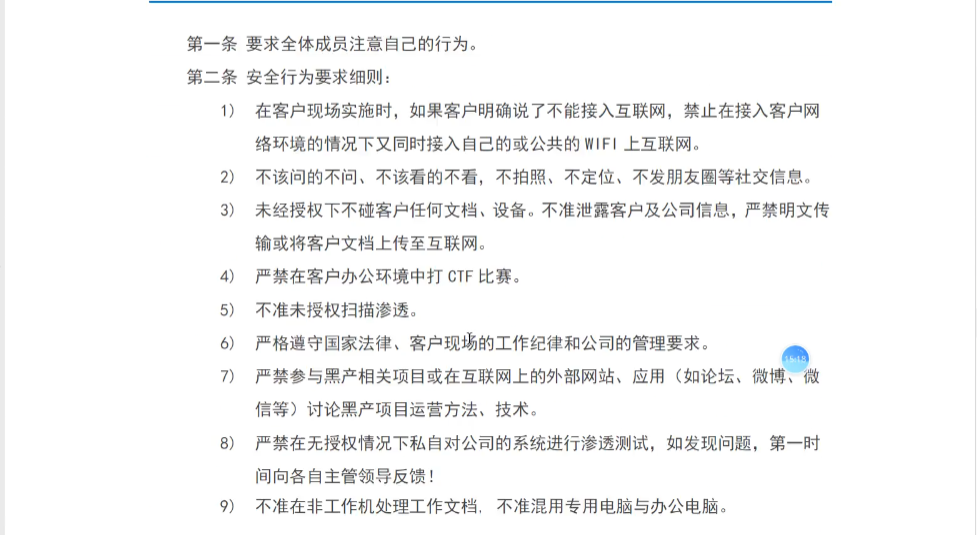 第一条 要求全体成员注意自己的行为。
第二条 安全行为要求细则：
1） 在客户现场实施时，如果客户明确说了不能接入互联网，禁止在接入客户网
络环境的情况下又同时接入自己的或公共的 WIFI 上互联网。
2） 不该问的不问、不该看的不看，不拍照、不定位、不发朋友圈等社交信息。
3） 未经授权下不碰客户任何文档、设备。不准泄露客户及公司信息，严禁明文传
输或将客户文档上传至互联网。
4） 严禁在客户办公环境中打 CTF 比赛。
5） 不准未授权扫描渗透。
6） 严格遵守国家法律、客户现场的工作纪律和公司的管理要求。
7） 严禁参与黑产相关项目或在互联网上的外部网站、应用（如论坛、微博、微
信等）讨论黑产项目运营方法、技术。
8） 严禁在无授权情况下私自对公司的系统进行渗透测试，如发现问题，第一时
间向各自主管领导反馈！
9） 不准在非工作机处理工作文档，不准混用专用电脑与办公电脑。